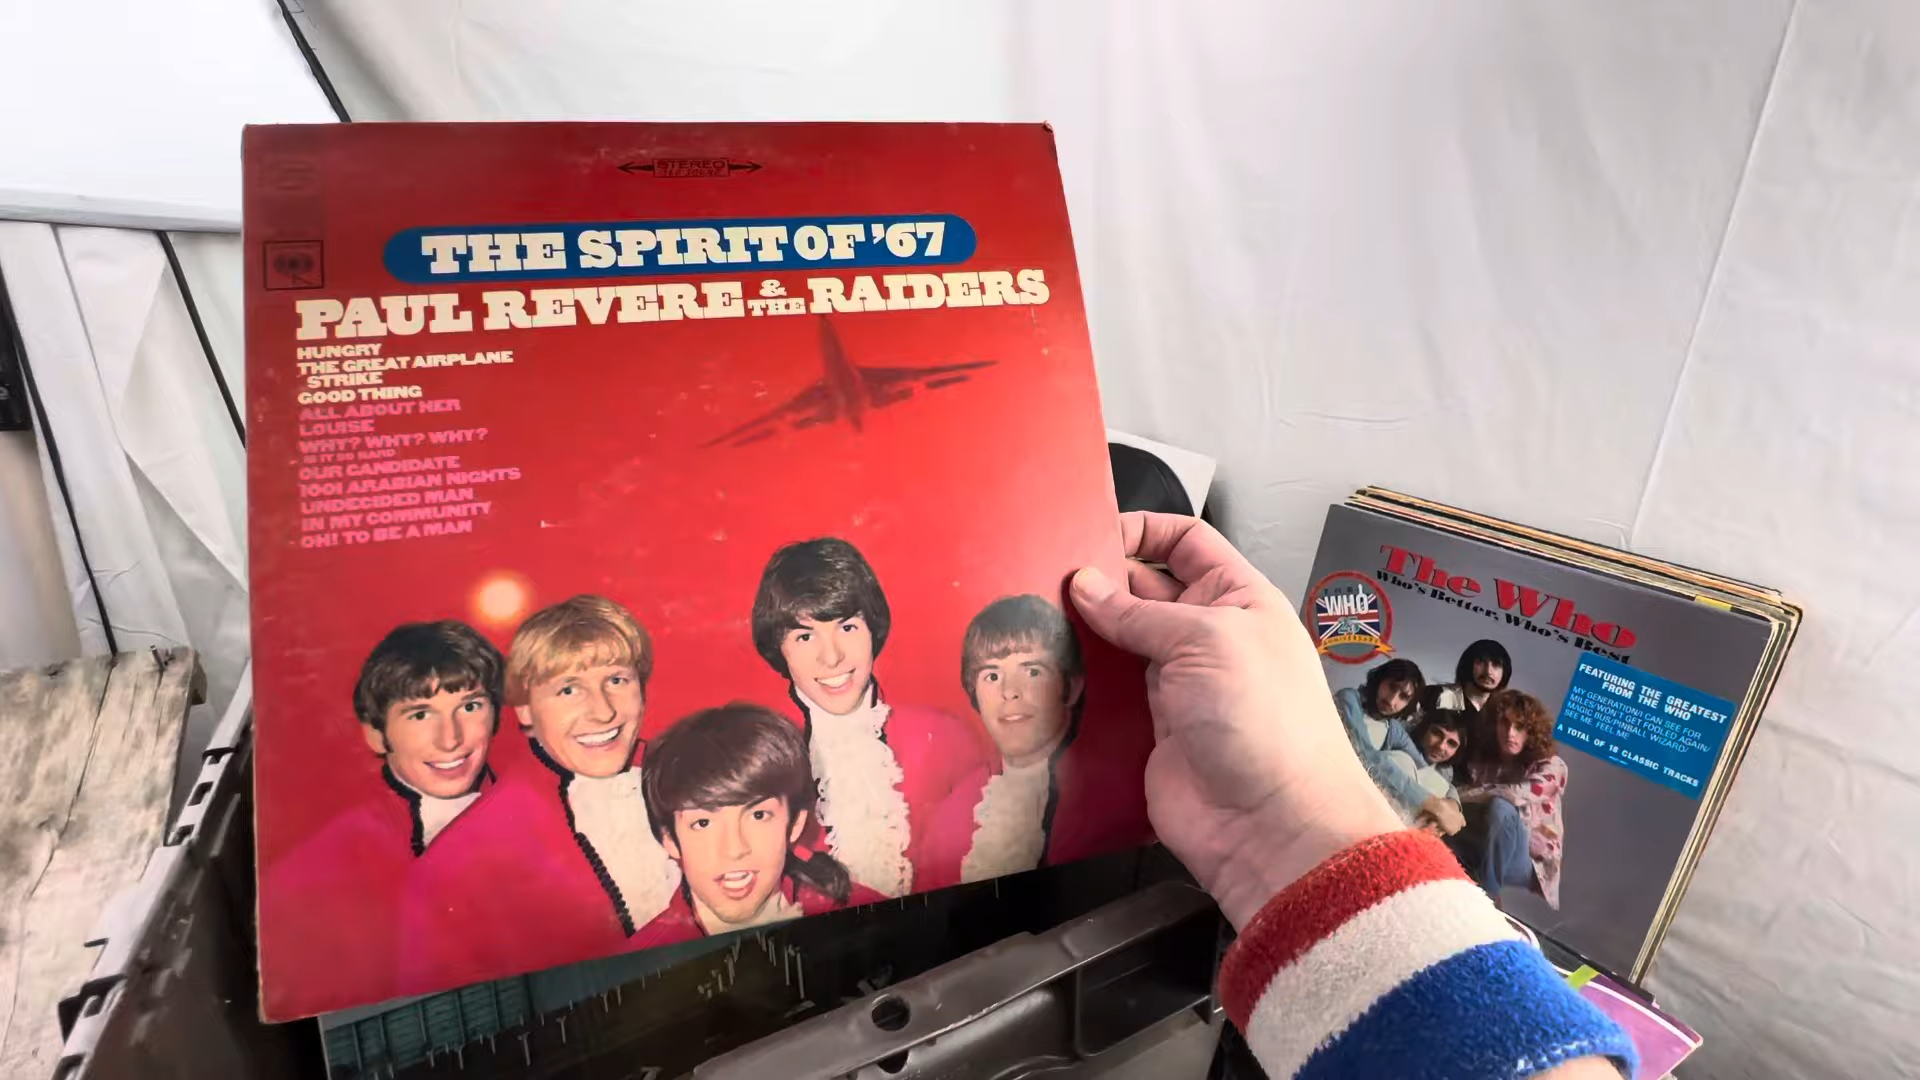 STEREO
THE SPIRIT OF '67
PAUL REVERE & THE RAIDERS
HUNGRY
THE GREAT AIRPLANE
STRIKE
GOOD THING
ALL ABOUT HER
LOUISE
WHY? WHY? WHY?
IS IT SO HARD
OUR CANDIDATE
1001 ARABIAN NIGHTS
UNDECIDED MAN
IN MY COMMUNITY
OH! TO BE A MAN
The Who
Who's Better, Who's Best
THE
WHO
25
ANNIVERSARY
FEATURING THE GREATEST
FROM THE WHO
MY GENERATION/I CAN SEE FOR
MILES/WON'T GET FOOLED AGAIN/
MAGIC BUS/PINBALL WIZARD/
SEE ME, FEEL ME
A TOTAL OF 18 CLASSIC TRACKS